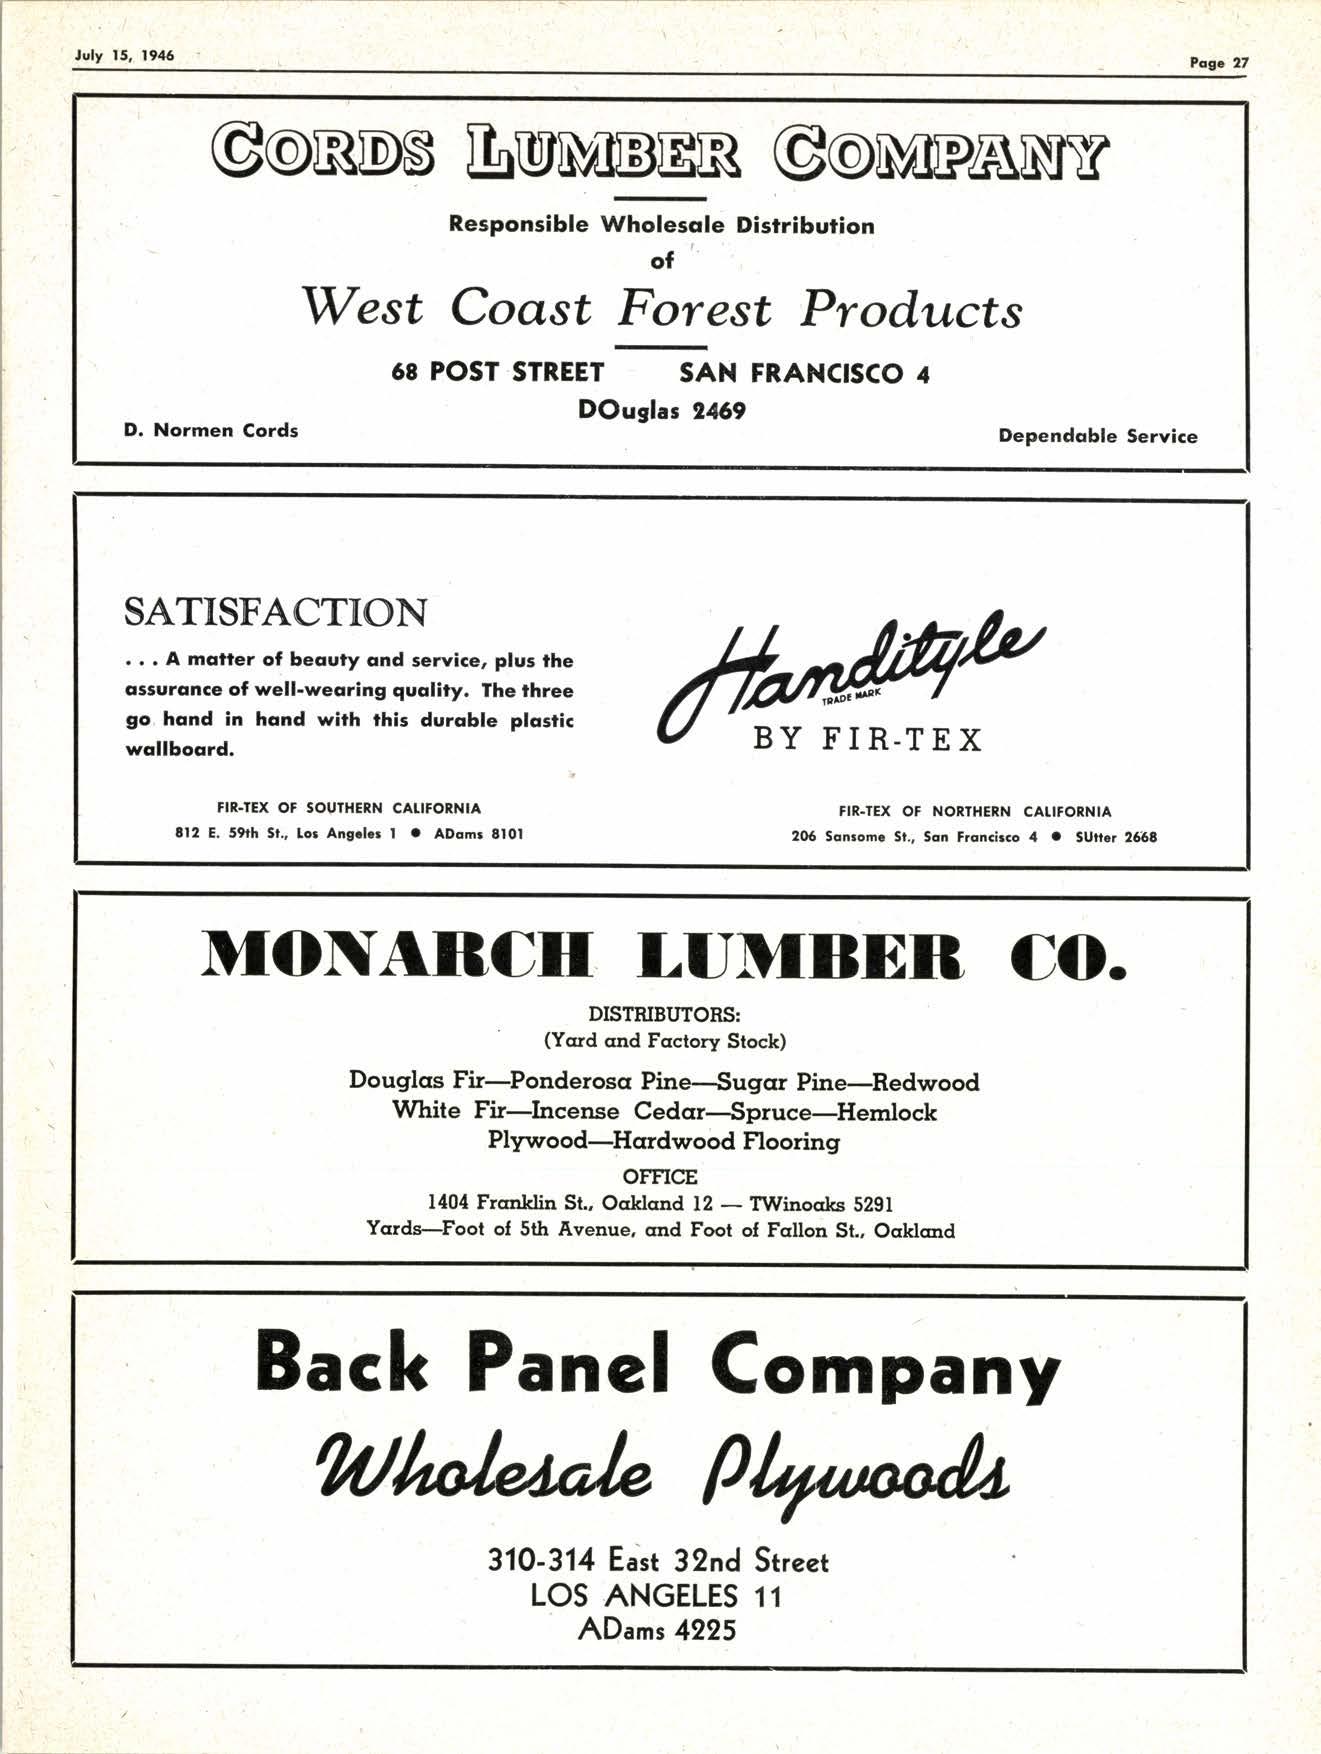 July 15, 1946
Page 27
CORDS LUMBER COMPANY
Responsible Wholesale Distribution
of
West Coast Forest Products
68 POST STREET SAN FRANCISCO 4
DOuglas 2469
D. Normen Cords
Dependable Service
SATISFACTION
. . . A matter of beauty and service, plus the
assurance of well-wearing quality. The three
go hand in hand with this durable plastic
wallboard.
Handityle
TRADE MARK
BY FIR-TEX
FIR-TEX OF SOUTHERN CALIFORNIA
812 E. 59th St., Los Angeles 1 ● ADams 8101
FIR-TEX OF NORTHERN CALIFORNIA
206 Sansome St., San Francisco 4 ● SUtter 2668
MONARCH LUMBER CO.
DISTRIBUTORS:
(Yard and Factory Stock)
Douglas Fir—Ponderosa Pine—Sugar Pine—Redwood
White Fir—Incense Cedar—Spruce—Hemlock
Plywood—Hardwood Flooring
OFFICE
1404 Franklin St., Oakland 12 — TWinoaks 5291
Yards—Foot of 5th Avenue, and Foot of Fallon St., Oakland
Back Panel Company
Wholesale Plywoods
310-314 East 32nd Street
LOS ANGELES 11
ADams 4225